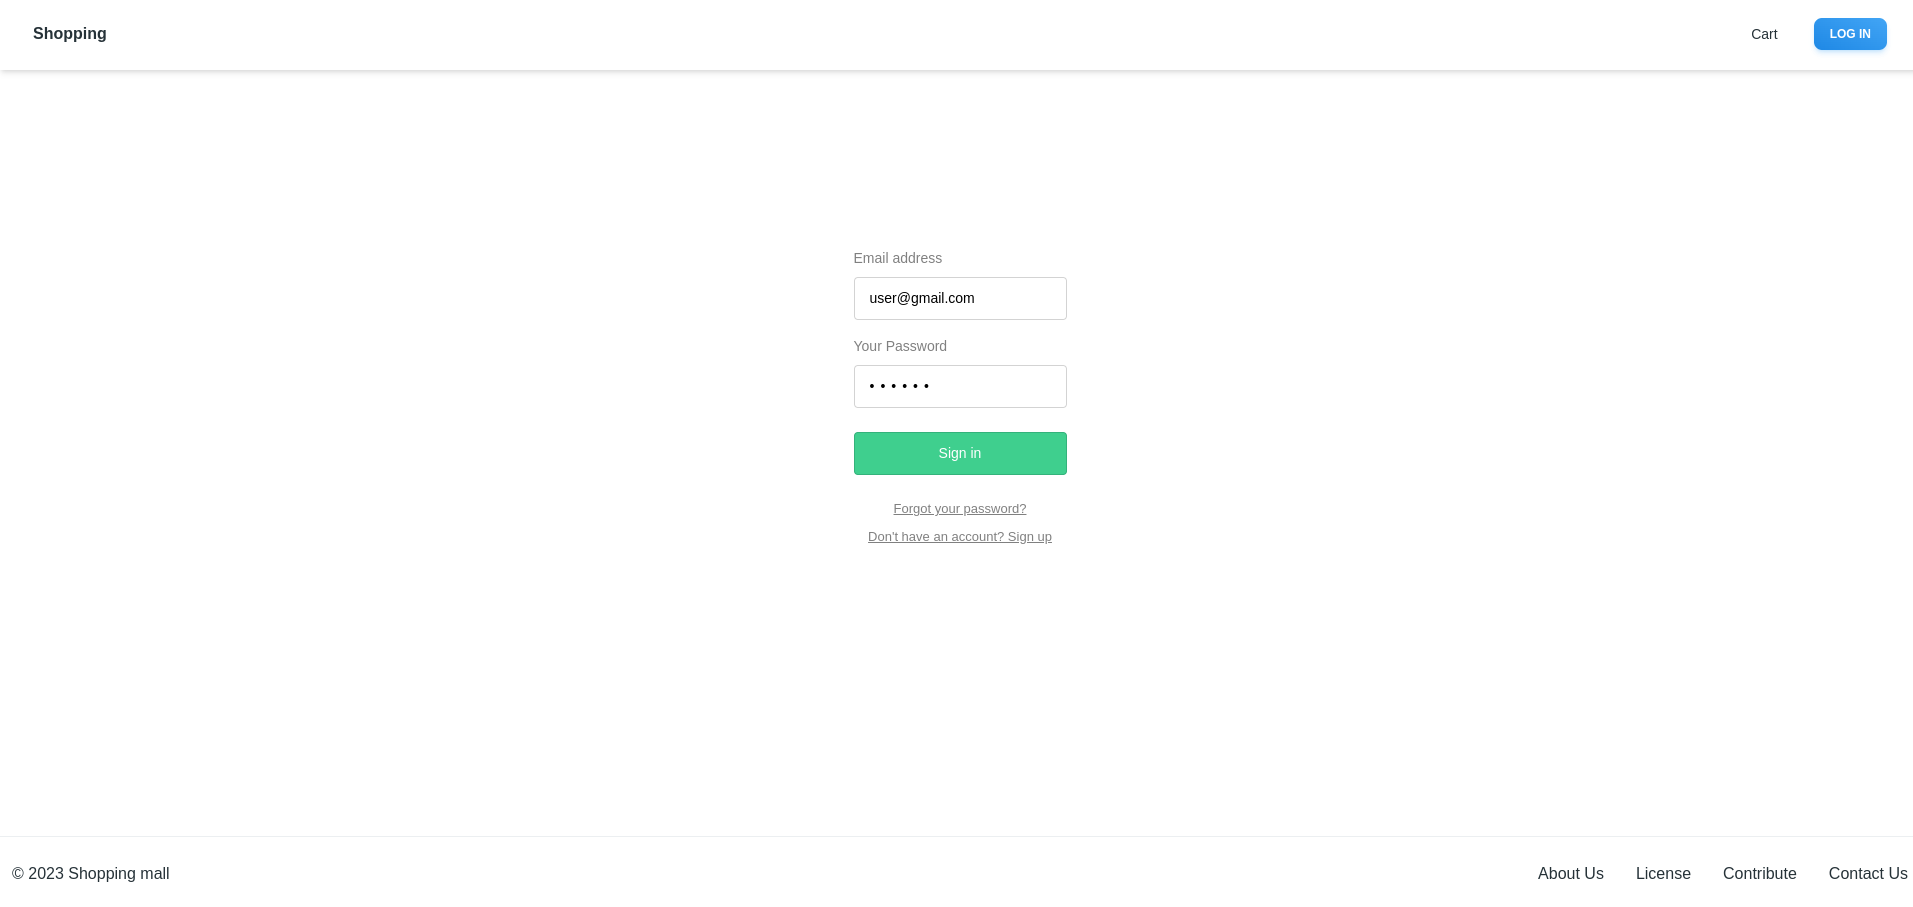 Shopping
Cart
LOG IN
Email address
user@gmail.com
Your Password
••••••
Sign in
Forgot your password?
Don't have an account? Sign up
© 2023 Shopping mall
About Us
License
Contribute
Contact Us